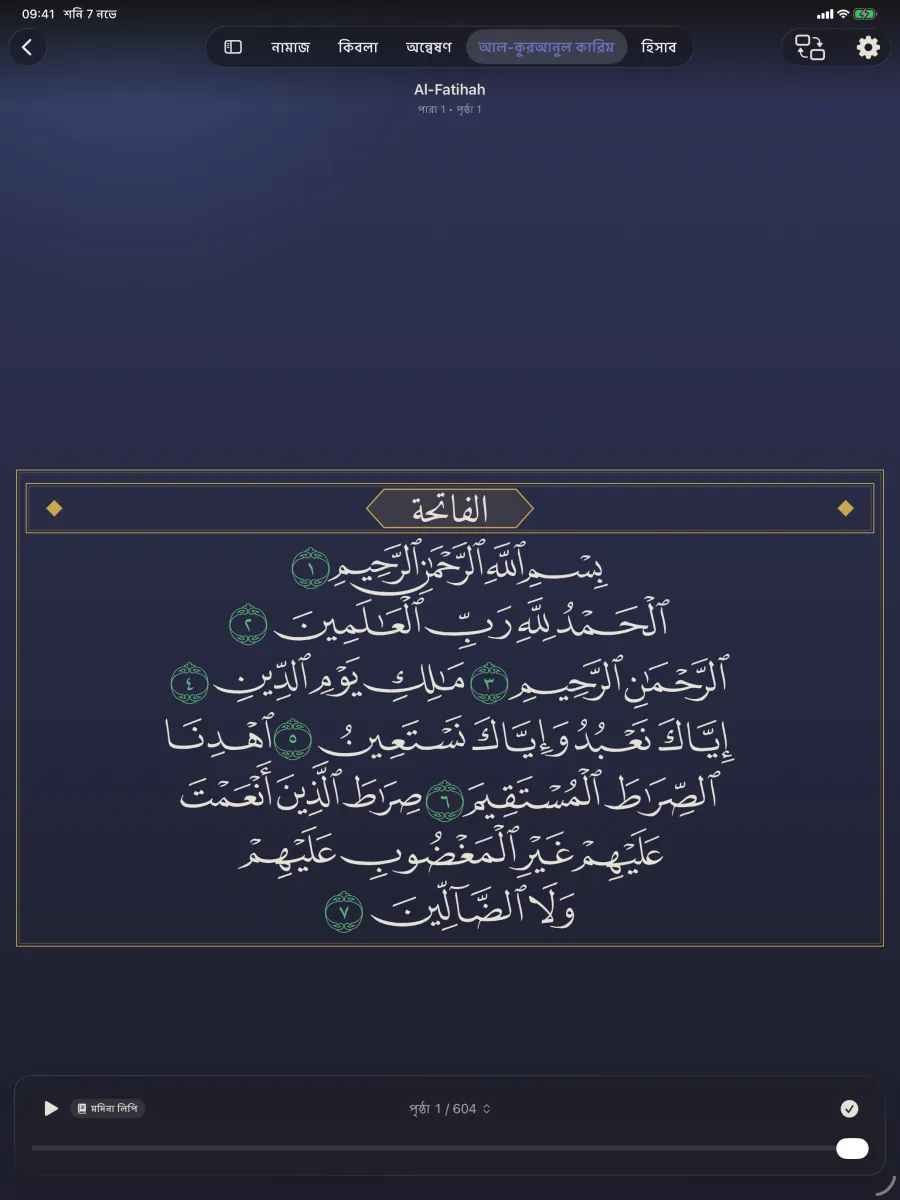 09:41 শনি 7 নভে
নামাজ কিবলা অন্বেষণ আল-কুরআনুল কারিম হিসাব
Al-Fatihah
পারা 1 • পৃষ্ঠা 1
الفاتحة
بِسْمِ ٱللَّهِ ٱلرَّحْمَٰنِ ٱلرَّحِيمِ ١
ٱلْحَمْدُ لِلَّهِ رَبِّ ٱلْعَـٰلَمِينَ ٢
ٱلرَّحْمَـٰنِ ٱلرَّحِيمِ ٣ مَـٰلِكِ يَوْمِ ٱلدِّينِ ٤
إِيَّاكَ نَعْبُدُ وَإِيَّاكَ نَسْتَعِينُ ٥ ٱهْدِنَا
ٱلصِّرَٰطَ ٱلْمُسْتَقِيمَ ٦ صِرَٰطَ ٱلَّذِينَ أَنْعَمْتَ
عَلَيْهِمْ غَيْرِ ٱلْمَغْضُوبِ عَلَيْهِمْ
وَلَا ٱلضَّآلِّينَ ٧
মদিনা লিপি
পৃষ্ঠা 1 / 604